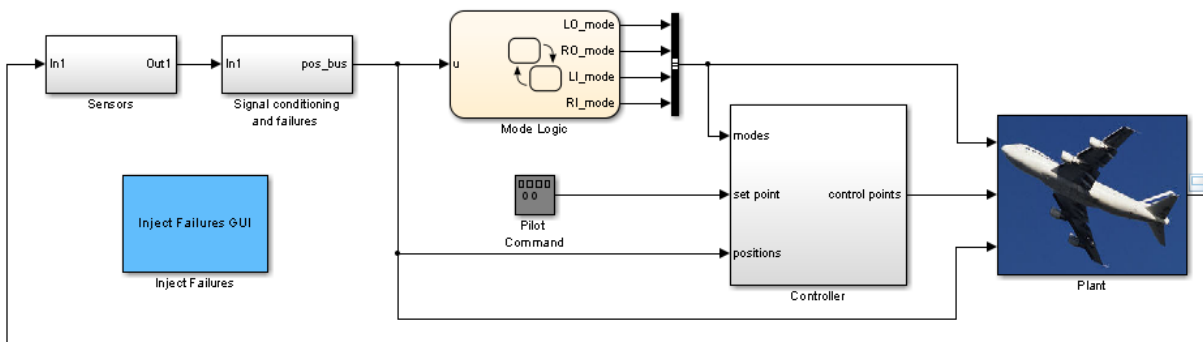 In1
Out1
Sensors
In1
pos_bus
Signal conditioning
and failures
u
LO_mode
RO_mode
LI_mode
RI_mode
Mode Logic
Inject Failures GUI
Inject Failures
Pilot
Command
modes
set point
positions
control points
Controller
Plant